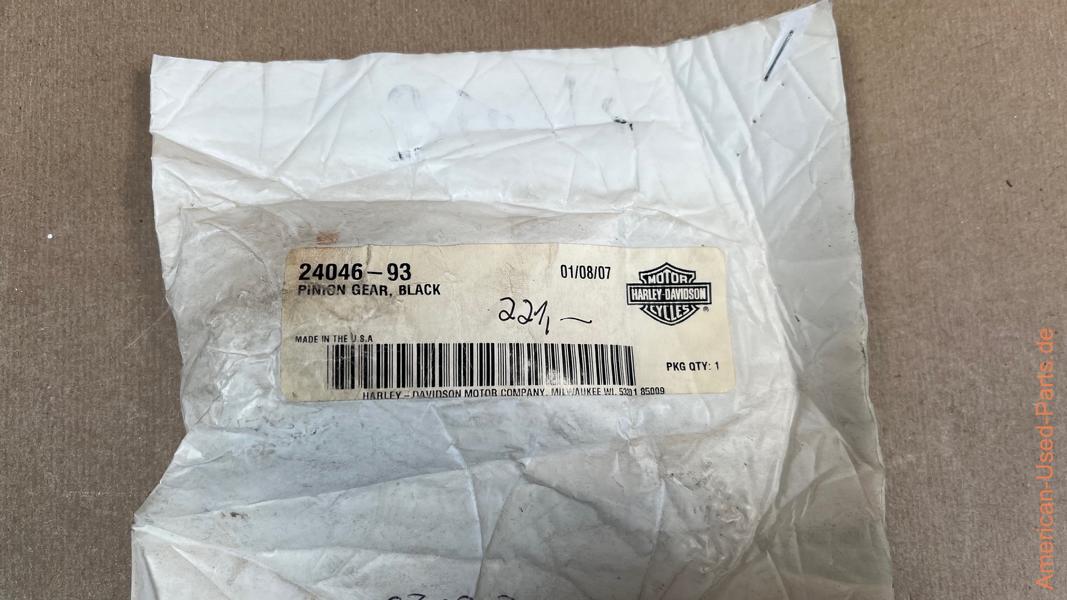 24046-93
01/08/07
PINION GEAR, BLACK
MOTOR
HARLEY-DAVIDSON
CYCLES
®
221,—
MADE IN THE U.S.A
PKG QTY: 1
HARLEY-DAVIDSON MOTOR COMPANY, MILWAUKEE WI. 53201 85009
American-Used-Parts.de